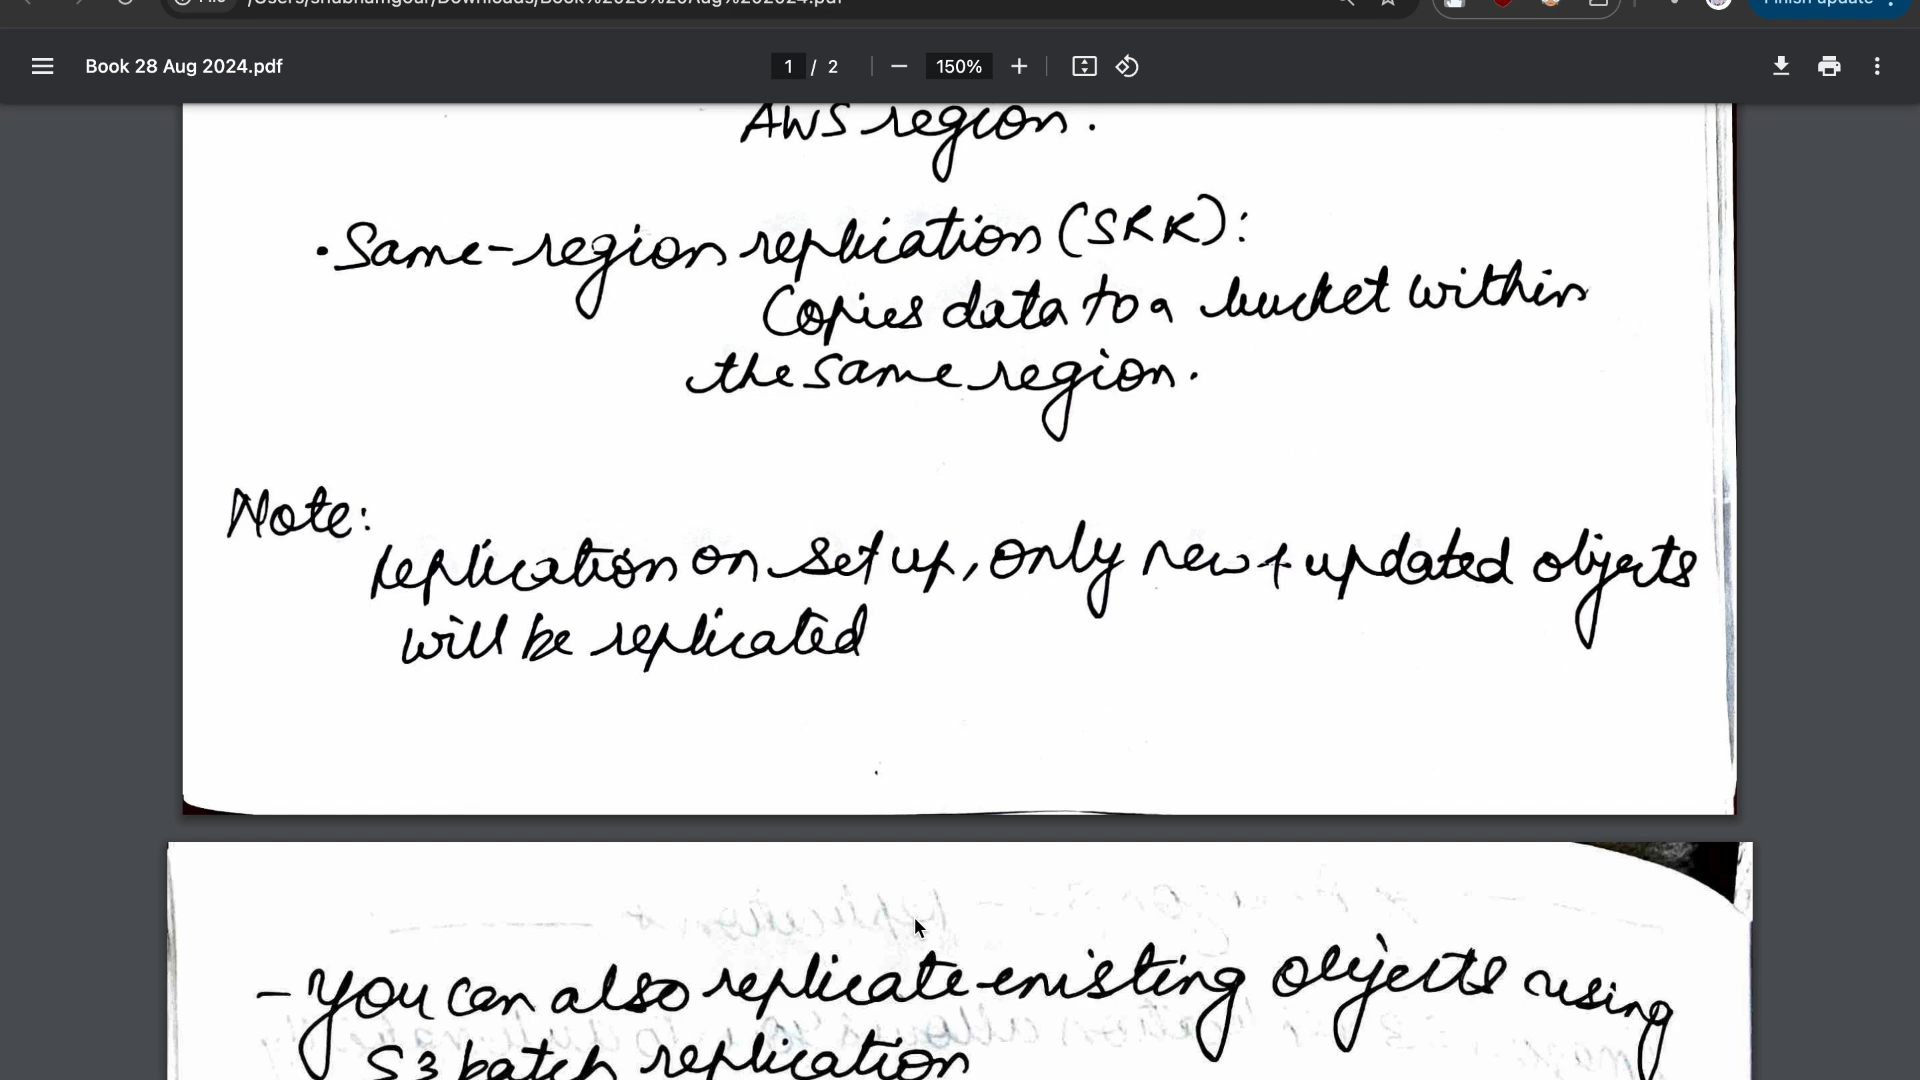 Book 28 Aug 2024.pdf
1 / 2
150%
AWS region.
• Same-region replication (SRR):
Copies data to a bucket within
the same region.
Note:
Replication on set up, only new + updated objects
will be replicated
- You can also replicate existing objects using
S3 batch replication